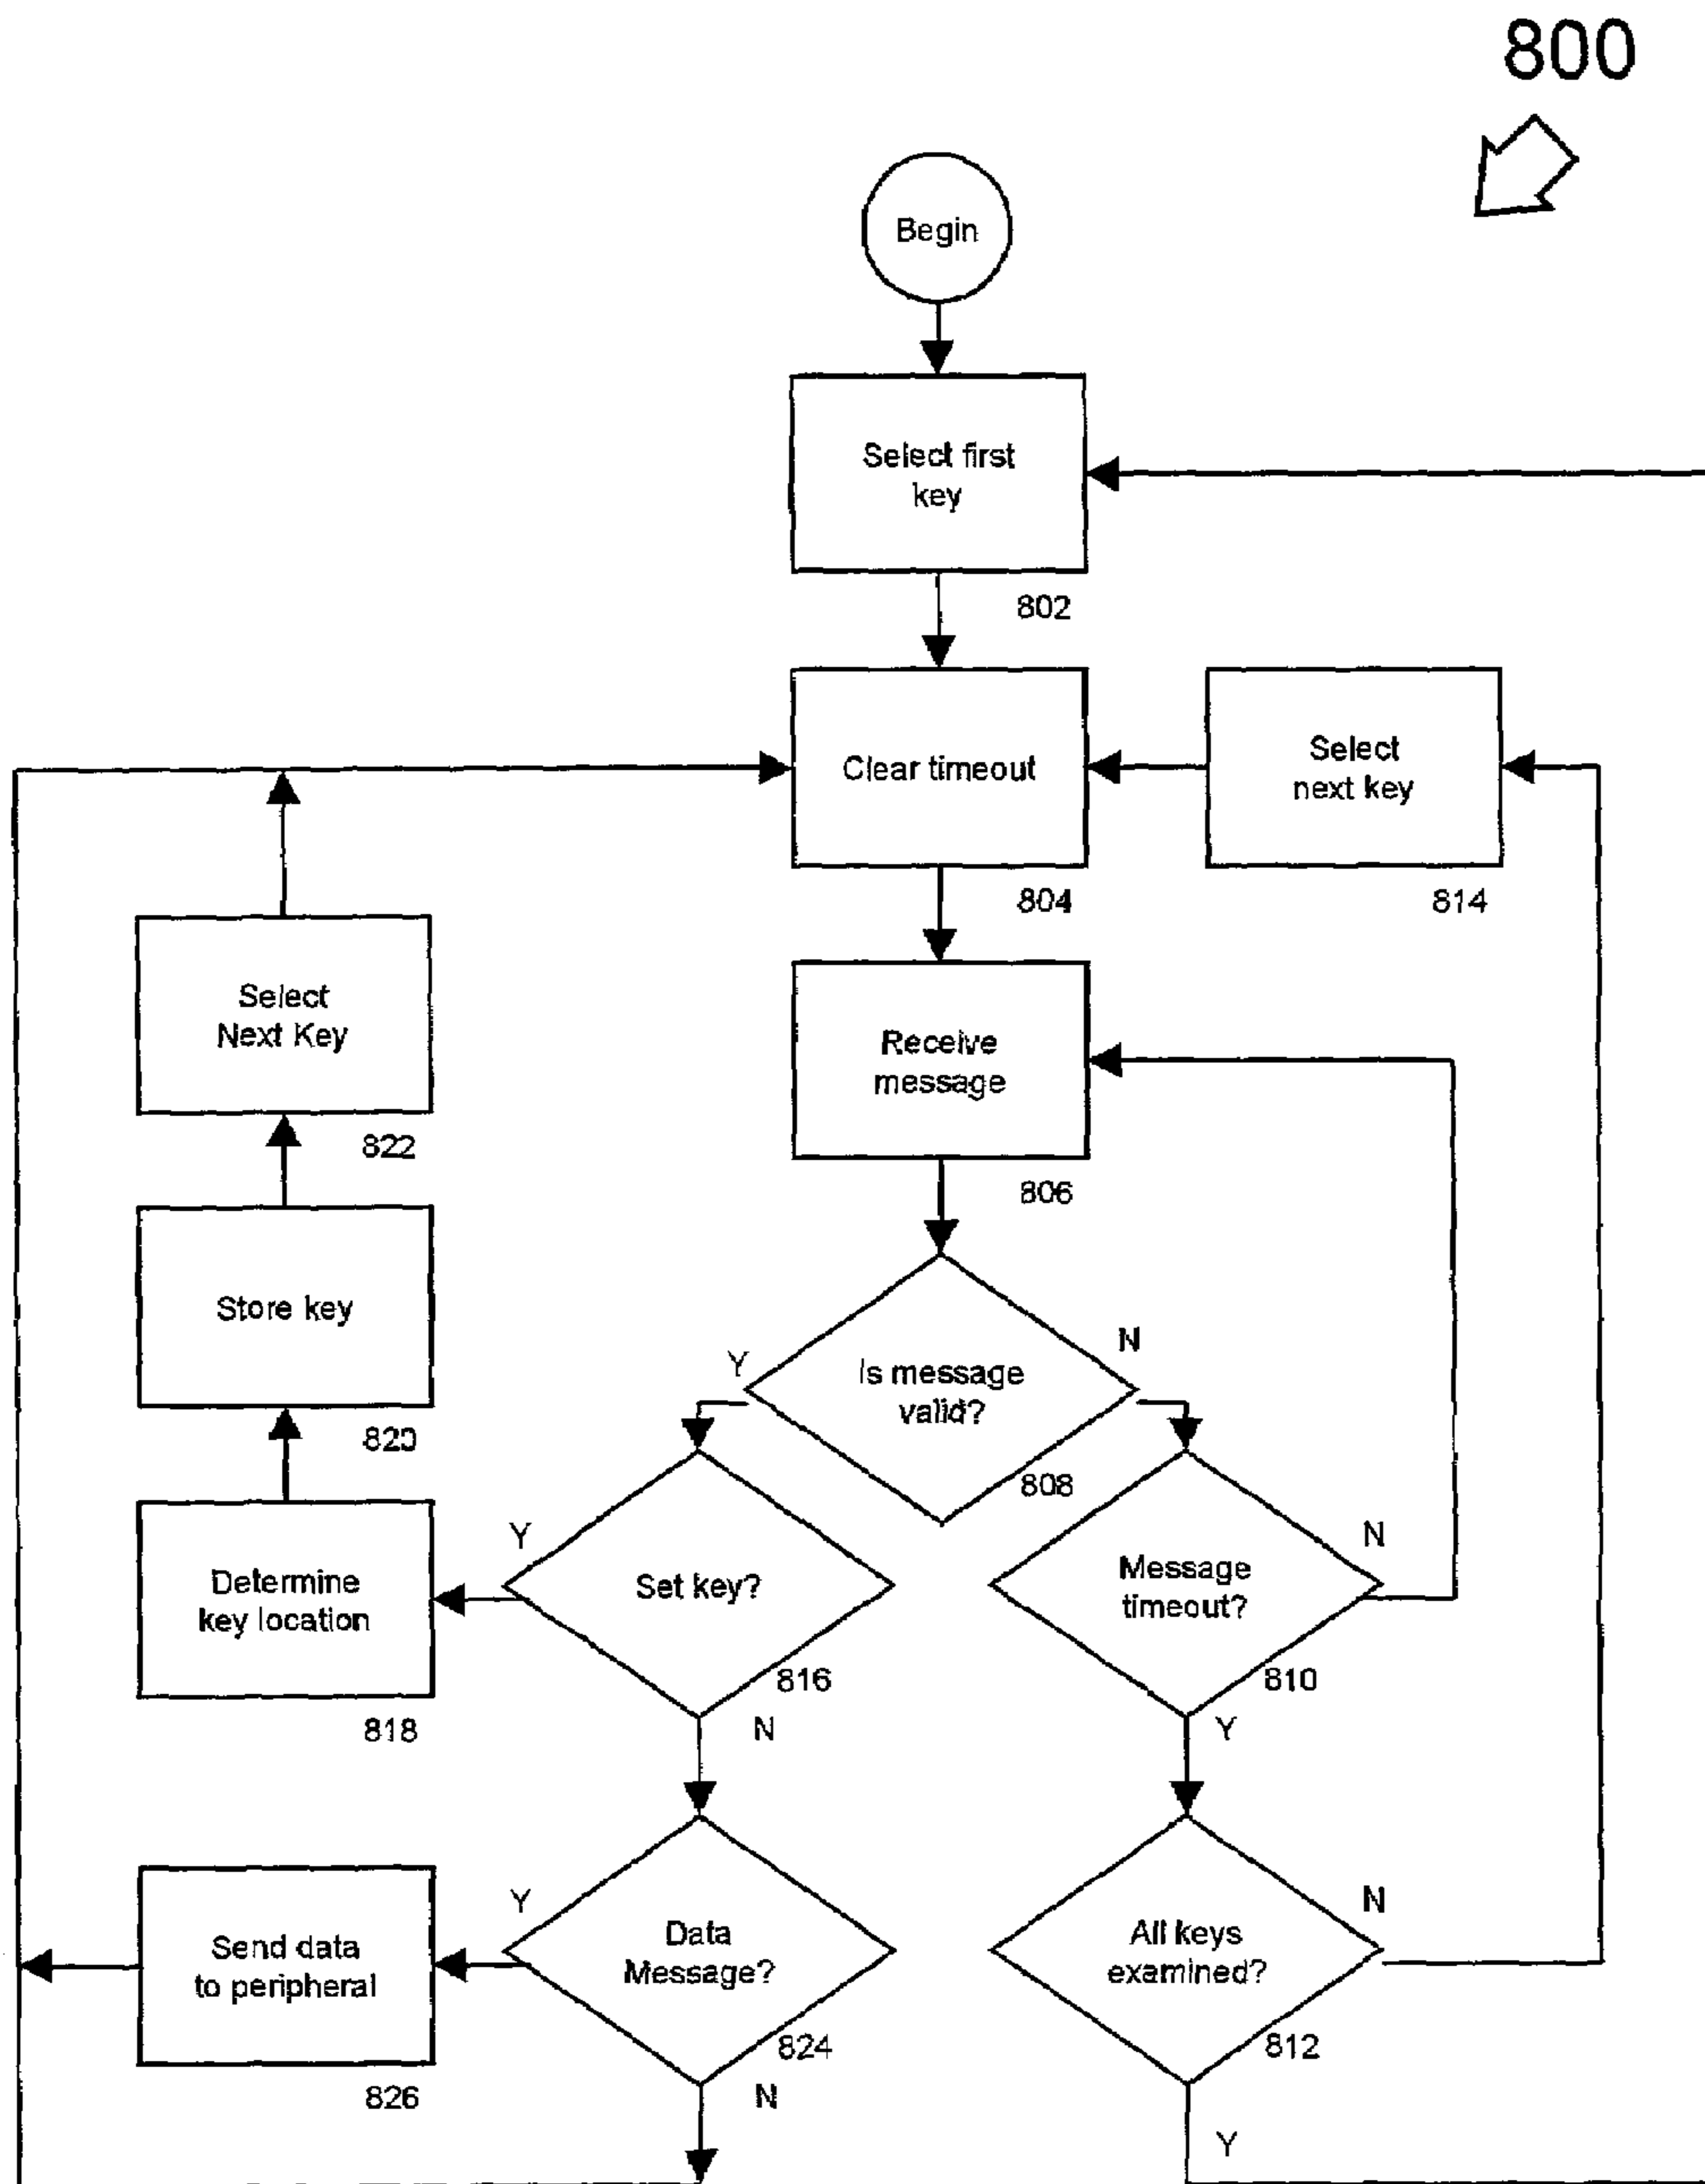 800
Begin
Select first
key
802
Clear timeout
804
Select
next key
814
Receive
message
806
Select
Next Key
822
Store key
820
Determine
key location
818
Is message
valid?
808
Y
N
Set key?
816
Y
N
Message
timeout?
810
N
Y
Data
Message?
824
Y
N
Send data
to peripheral
826
All keys
examined?
812
N
Y